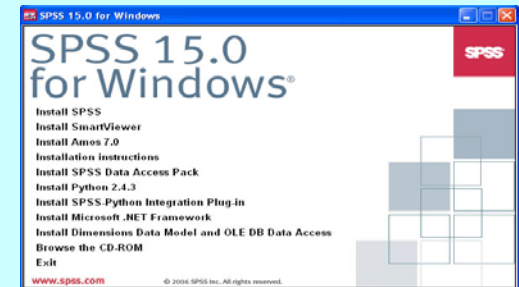 SPSS 15.0 for Windows
SPSS 15.0
for Windows®
SPSS
Install SPSS
Install SmartViewer
Install Amos 7.0
Installation instructions
Install SPSS Data Access Pack
Install Python 2.4.3
Install SPSS-Python Integration Plug-in
Install Microsoft .NET Framework
Install Dimensions Data Model and OLE DB Data Access
Browse the CD-ROM
Exit
www.spss.com
© 2006 SPSS Inc. All rights reserved.